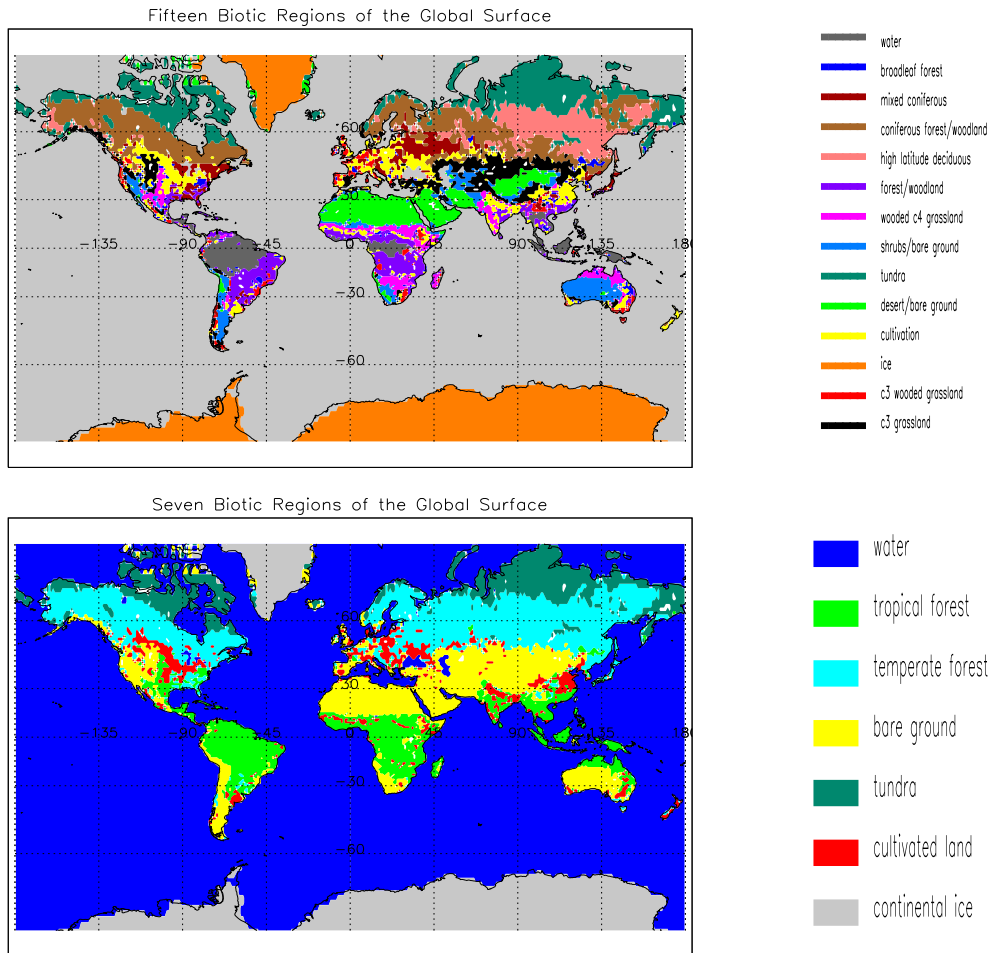 Fifteen Biotic Regions of the Global Surface
60
30
-135 -90 -45 0 45 90 135 180
-30
-60
water
broadleaf forest
mixed coniferous
coniferous forest/woodland
high latitude deciduous
forest/woodland
wooded c4 grassland
shrubs/bare ground
tundra
desert/bare ground
cultivation
ice
c3 wooded grassland
c3 grassland
Seven Biotic Regions of the Global Surface
60
30
-135 -90 -45 0 45 90 135 180
-30
-60
water
tropical forest
temperate forest
bare ground
tundra
cultivated land
continental ice